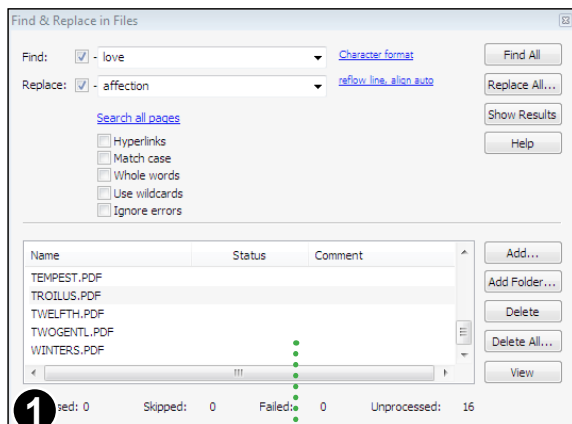 Find & Replace in Files
Find: - love Character format Find All
Replace: - affection reflow line, align auto Replace All...
Show Results
Search all pages
Help
Hyperlinks
Match case
Whole words
Use wildcards
Ignore errors
Name Status Comment Add...
TEMPEST.PDF Add Folder...
TROILUS.PDF
TWELFTH.PDF Delete
TWOGENTL.PDF Delete All...
WINTERS.PDF
View
1 sed: 0 Skipped: 0 Failed: 0 Unprocessed: 16